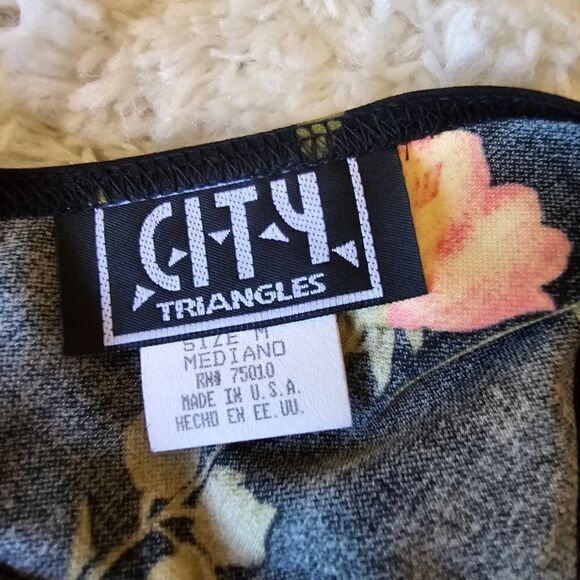 CITY
TRIANGLES
SIZE M
MEDIANO
RN# 75010
MADE IN U.S.A.
HECHO EN EE.UU.